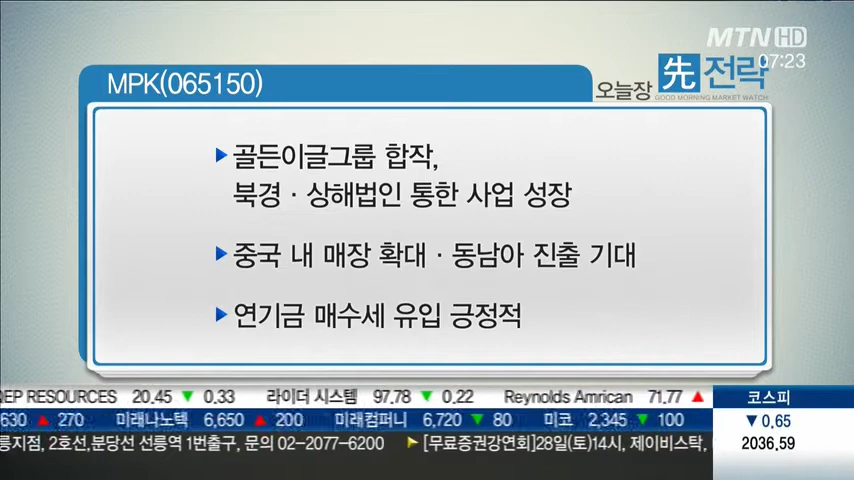 MTN HD
07:23
오늘장 先전략
GOOD MORNING MARKET WATCH
MPK(065150)
▶골든이글그룹 합작,
북경·상해법인 통한 사업 성장
▶중국 내 매장 확대·동남아 진출 기대
▶연기금 매수세 유입 긍정적
QEP RESOURCES 20.45 ▼ 0.33 라이더 시스템 97.78 ▼ 0.22 Reynolds Amrican 71.77 ▲
630 ▲ 270 미래나노텍 6,650 ▲ 200 미래컴퍼니 6,720 ▼ 80 미코 2,345 ▼ 100
릉지점, 2호선,분당선 선릉역 1번출구, 문의 02-2077-6200 ▶[무료증권강연회]28일(토)14시, 제이비스탁,
코스피
▼0.65
2036.59